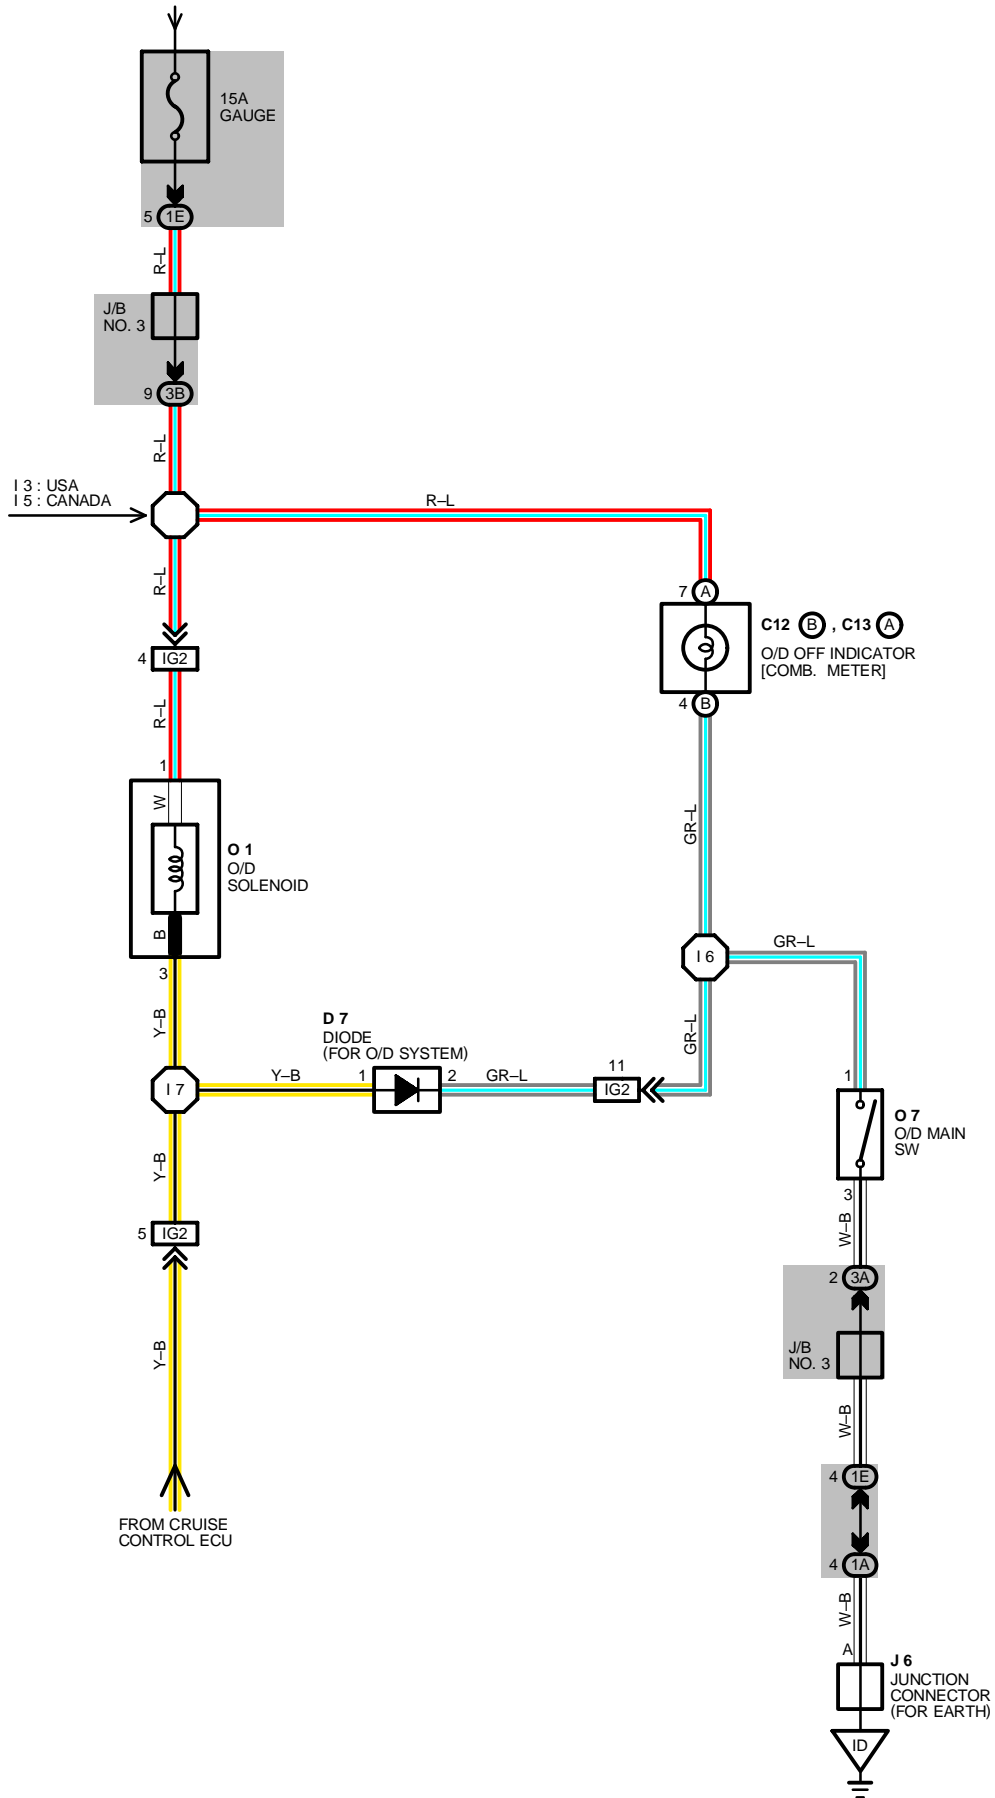 15A
GAUGE
5 1E
R–L
J/B
NO. 3
9 3B
R–L
I 3 : USA
I 5 : CANADA
R–L
R–L
7 A
C12 B , C13 A
O/D OFF INDICATOR
[COMB. METER]
4 IG2
4 B
R–L
1
W
GR–L
O 1
O/D
SOLENOID
B
I 6
GR–L
3
Y–B
GR–L
D 7
DIODE
(FOR O/D SYSTEM)
I 7
Y–B
1
2
GR–L
11
IG2
1
O 7
O/D MAIN
SW
Y–B
3
W–B
5 IG2
2 3A
Y–B
J/B
NO. 3
W–B
4 1E
FROM CRUISE
CONTROL ECU
4 1A
W–B
A
J 6
JUNCTION
CONNECTOR
(FOR EARTH)
ID